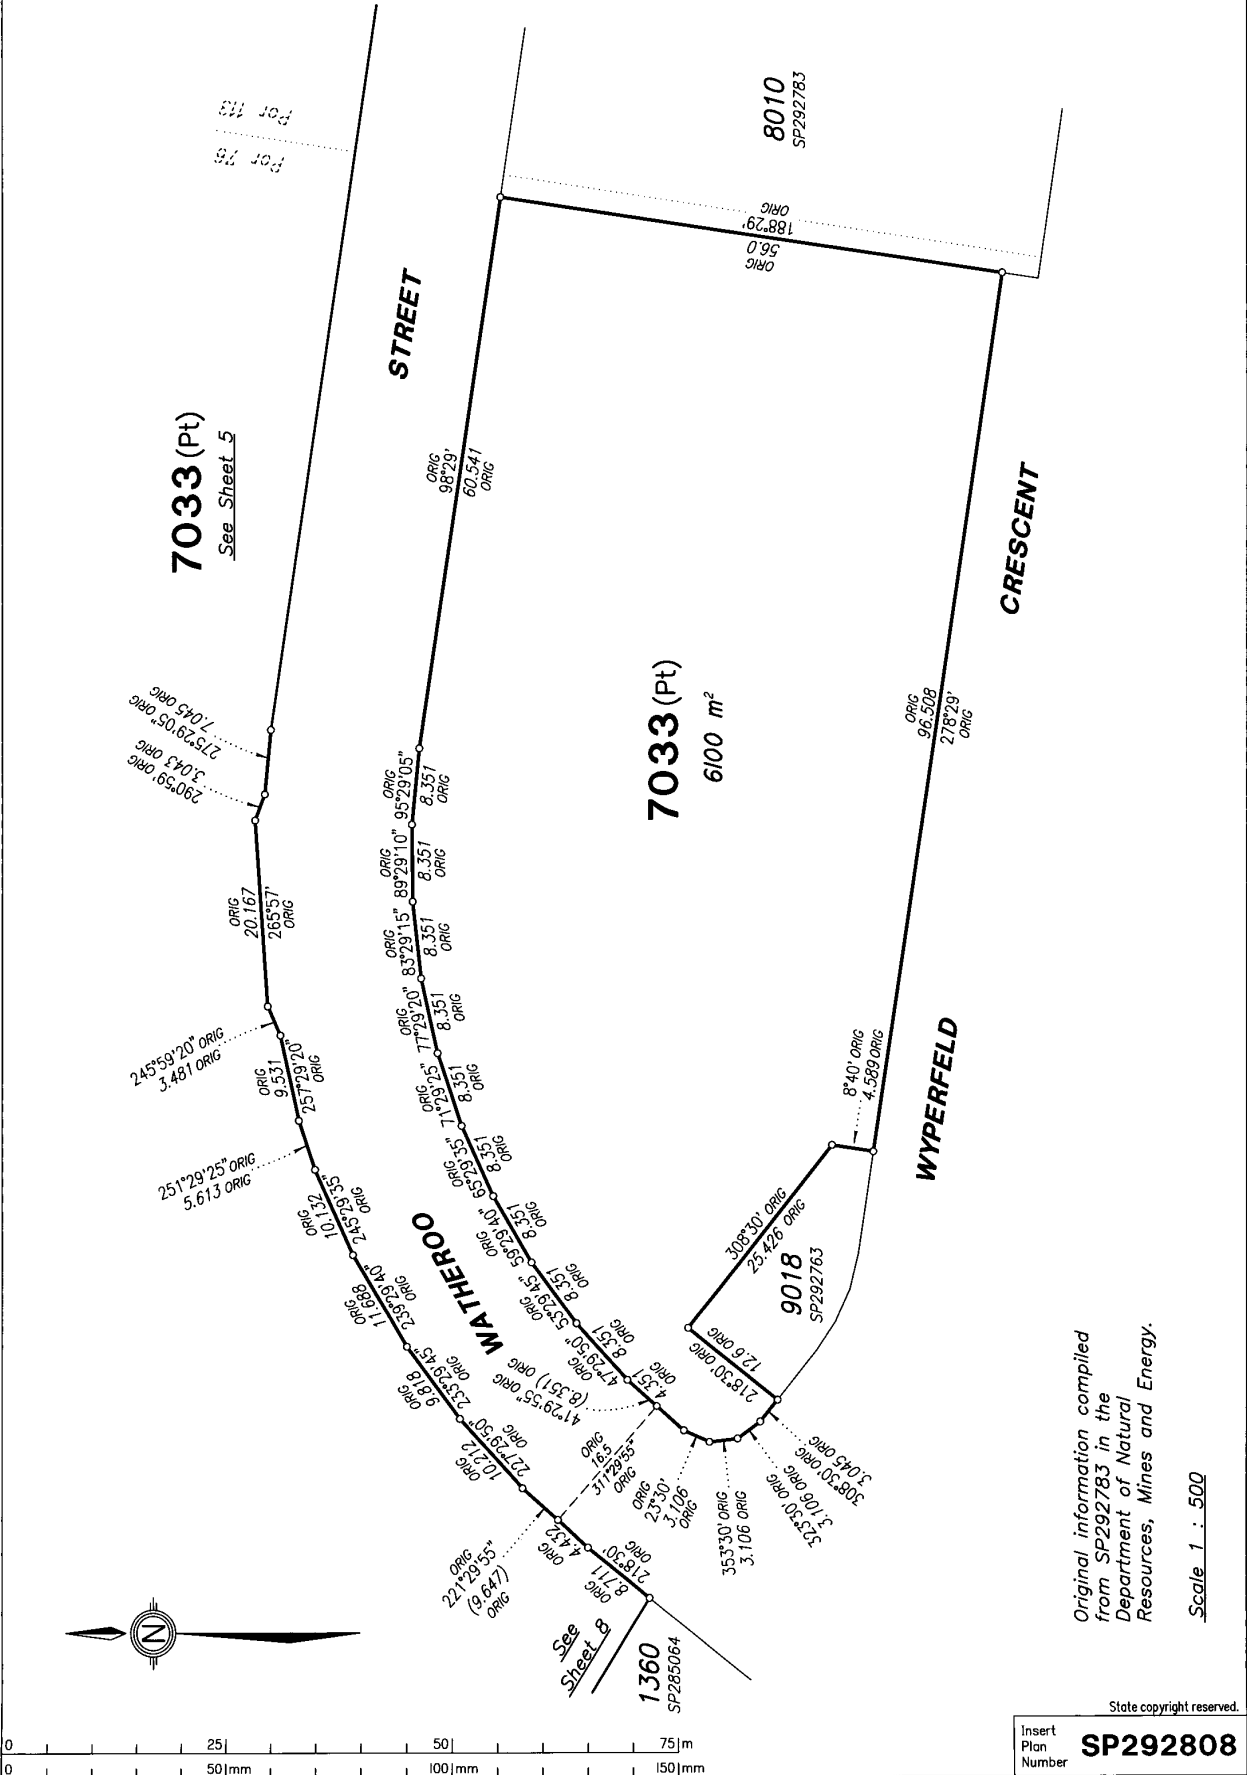 Por 113
Por 76
8010
SP292783
188°29'
ORIG
56.0
ORIG
STREET
7033 (Pt)
See Sheet 5
ORIG
98°29'
60.541
ORIG
275°29'05" ORIG
7.045 ORIG
290°59' ORIG
3.043 ORIG
ORIG
20.167
265°57'
ORIG
245°59'20" ORIG
3.481 ORIG
ORIG
9.531
257°29'20"
ORIG
251°29'25" ORIG
5.613 ORIG
ORIG
10.132
245°29'35"
ORIG
ORIG
11.688
239°29'40"
ORIG
ORIG
9.818
233°29'45"
ORIG
ORIG
10.212
227°29'50"
ORIG
ORIG
221°29'55"
(9.647)
ORIG
4.432
ORIG
8.711
ORIG
218°30'
ORIG
ORIG
95°29'05"
8.351
ORIG
ORIG
89°29'10"
8.351
ORIG
ORIG
83°29'15"
8.351
ORIG
ORIG
77°29'20"
8.351
ORIG
ORIG
71°29'25"
8.351
ORIG
ORIG
65°29'35"
8.351
ORIG
ORIG
59°29'40"
8.351
ORIG
ORIG
53°29'45"
8.351
ORIG
ORIG
47°29'50"
8.351
ORIG
41°29'55" ORIG
(8.351) ORIG
4.351
ORIG
ORIG
16.5
311°29'55"
ORIG
ORIG
23°30'
3.106
ORIG
353°30' ORIG
3.106 ORIG
323°30' ORIG
3.106 ORIG
308°30' ORIG
3.045 ORIG
WATHEROO
7033 (Pt)
6100 m²
CRESCENT
ORIG
96.508
278°29'
ORIG
WYPERFELD
8°40' ORIG
4.589 ORIG
308°30' ORIG
25.426 ORIG
9018
SP292763
218°30' ORIG
12.6 ORIG
See
Sheet 8
1360
SP285064
N
Original information compiled
from SP292783 in the
Department of Natural
Resources, Mines and Energy.
Scale 1 : 500
State copyright reserved.
Insert
Plan
Number
SP292808
0 25 50 75 m
0 50 mm 100 mm 150 mm